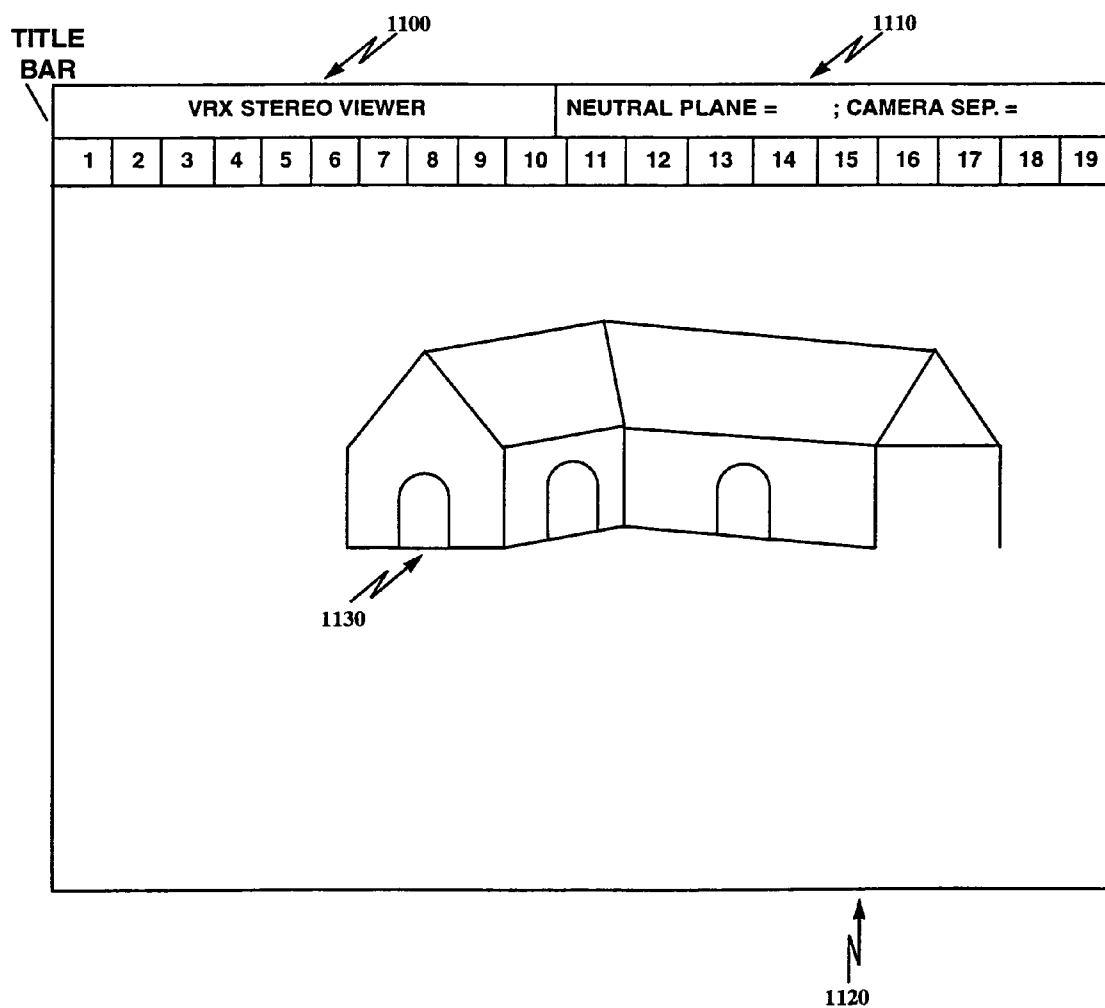 1100
1110
TITLE
BAR
VRX STEREO VIEWER
NEUTRAL PLANE = ; CAMERA SEP. =
1 2 3 4 5 6 7 8 9 10 11 12 13 14 15 16 17 18 19
1130
1120